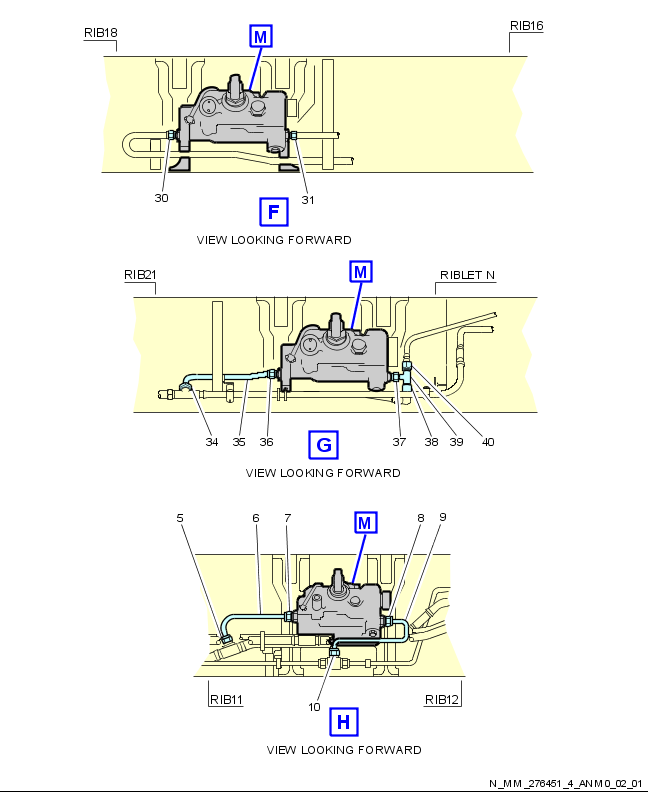 RIB18
M
RIB16
30
31
F
VIEW LOOKING FORWARD
RIB21
M
RIBLET N
34
35
36
37
38
39
40
G
VIEW LOOKING FORWARD
5
6
7
M
8
9
RIB11
10
RIB12
H
VIEW LOOKING FORWARD
N_MM_276451_4_ANM0_02_01